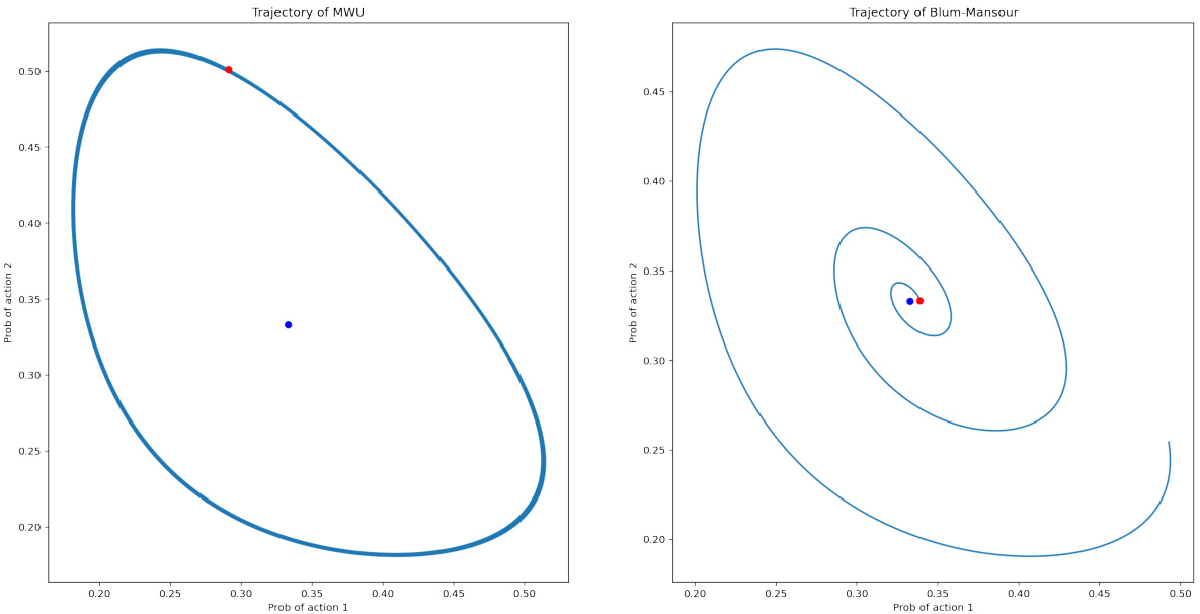 Trajectory of MWU
0.50
0.45
0.40
0.35
0.30
0.25
0.20
Prob of action 2
0.20 0.25 0.30 0.35 0.40 0.45 0.50
Prob of action 1
Trajectory of Blum-Mansour
0.45
0.40
0.35
0.30
0.25
0.20
Prob of action 2
0.20 0.25 0.30 0.35 0.40 0.45 0.50
Prob of action 1